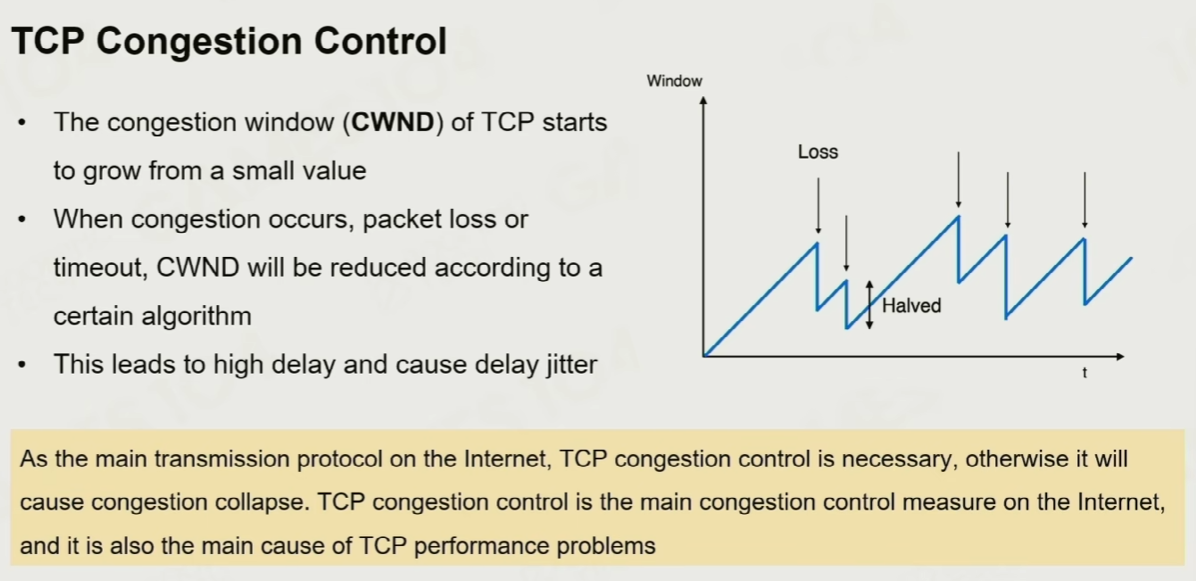 TCP Congestion Control
• The congestion window (CWND) of TCP starts
to grow from a small value
• When congestion occurs, packet loss or
timeout, CWND will be reduced according to a
certain algorithm
• This leads to high delay and cause delay jitter
Window
Loss
Halved
t
As the main transmission protocol on the Internet, TCP congestion control is necessary, otherwise it will
cause congestion collapse. TCP congestion control is the main congestion control measure on the Internet,
and it is also the main cause of TCP performance problems